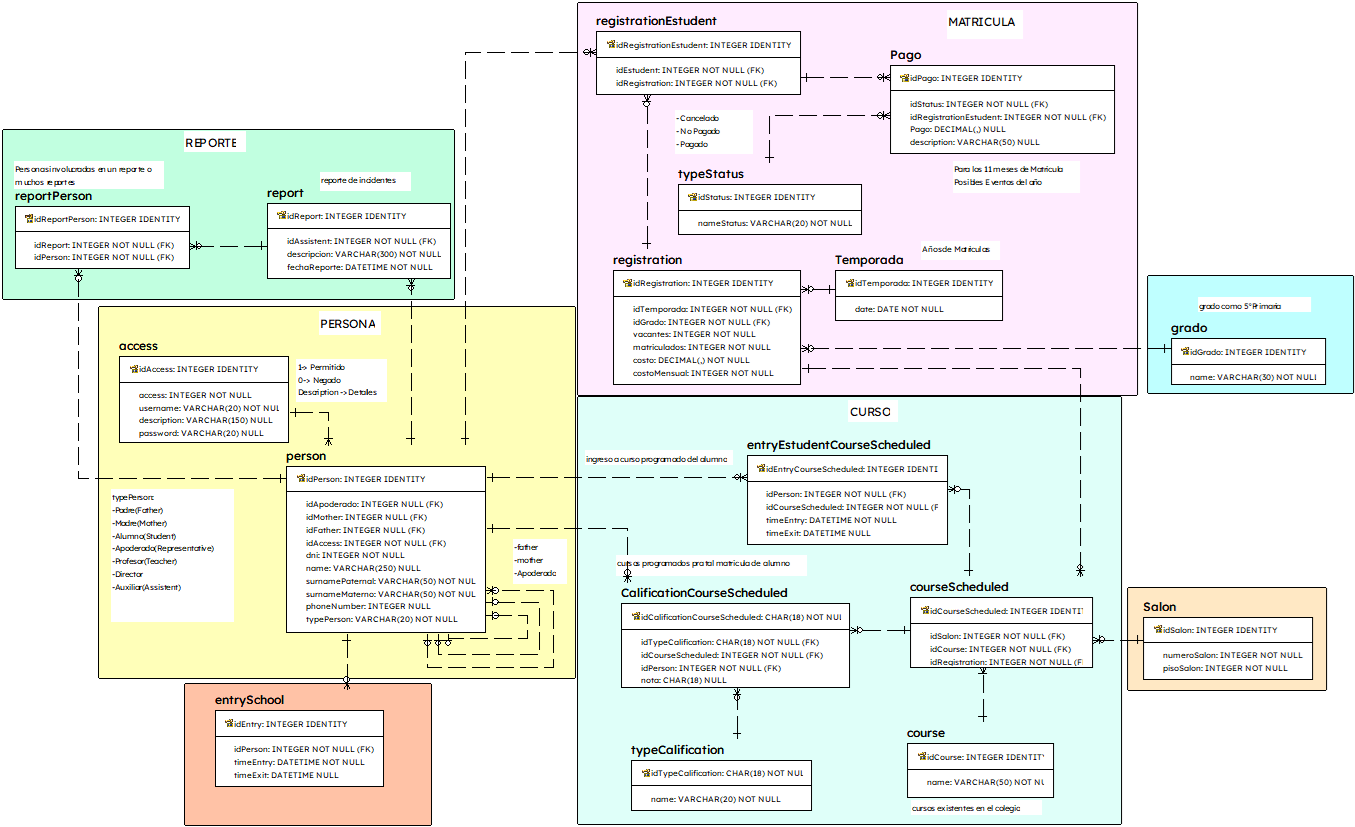 REPORTE
Personas involucradas en un reporte o
muchos reportes
reportPerson
idReportPerson: INTEGER IDENTITY
idReport: INTEGER NOT NULL (FK)
idPerson: INTEGER NOT NULL (FK)
reporte de incidentes
report
idReport: INTEGER IDENTITY
idAssistent: INTEGER NOT NULL (FK)
descripcion: VARCHAR(300) NOT NULL
fechaReporte: DATETIME NOT NULL
MATRICULA
registrationEstudent
idRegistrationEstudent: INTEGER IDENTITY
idEstudent: INTEGER NOT NULL (FK)
idRegistration: INTEGER NOT NULL (FK)
Pago
idPago: INTEGER IDENTITY
idStatus: INTEGER NOT NULL (FK)
idRegistrationEstudent: INTEGER NOT NULL (FK)
Pago: DECIMAL(,) NULL
description: VARCHAR(50) NOT NULL
- Cancelado
- No Pagado
- Pagado
Para los 11 meses de Matricula
Posibles Eventos del año
typeStatus
idStatus: INTEGER IDENTITY
nameStatus: VARCHAR(20) NOT NULL
Años de Matriculas
registration
idRegistration: INTEGER IDENTITY
idTemporada: INTEGER NOT NULL (FK)
idGrado: INTEGER NOT NULL (FK)
vacantes: INTEGER NOT NULL
matriculados: INTEGER NOT NULL
costo: DECIMAL(,) NOT NULL
costoMensual: INTEGER NOT NULL
Temporada
idTemporada: INTEGER IDENTITY
date: DATE NOT NULL
grado como 5° Primaria
grado
idGrado: INTEGER IDENTITY
name: VARCHAR(30) NOT NULL
PERSONA
access
idAccess: INTEGER IDENTITY
access: INTEGER NOT NULL
username: VARCHAR(20) NOT NUL
description: VARCHAR(150) NULL
password: VARCHAR(20) NULL
1-> Permitido
0-> Negado
Description -> Detalles
person
idPerson: INTEGER IDENTITY
idApoderado: INTEGER NULL (FK)
idMother: INTEGER NULL (FK)
idFather: INTEGER NULL (FK)
idAccess: INTEGER NOT NULL (FK)
dni: INTEGER NOT NULL
name: VARCHAR(250) NULL
surnamePaternal: VARCHAR(50) NOT NUL
surnameMaterno: VARCHAR(50) NOT NUL
phoneNumber: INTEGER NULL
typePerson: VARCHAR(20) NOT NULL
typePerson:
-Padre(Father)
-Madre(Mother)
-Alumno(Student)
-Apoderado(Representative)
-Profesor(Teacher)
-Director
-Auxiliar(Assistent)
-father
-mother
-Apoderado
entrySchool
idEntry: INTEGER IDENTITY
idPerson: INTEGER NOT NULL (FK)
timeEntry: DATETIME NOT NULL
timeExit: DATETIME NULL
CURSO
ingreso a curso programado del alumno
entryEstudentCourseScheduled
idEntryCourseScheduled: INTEGER IDENTI
idPerson: INTEGER NOT NULL (FK)
idCourseScheduled: INTEGER NOT NULL (F
timeEntry: DATETIME NOT NULL
timeExit: DATETIME NULL
cursos programados pra tal matricula de alumno
CalificationCourseScheduled
idCalificationCourseScheduled: CHAR(18) NOT NUL
idTypeCalification: CHAR(18) NOT NULL (FK)
idCourseScheduled: INTEGER NOT NULL (FK)
idPerson: INTEGER NOT NULL (FK)
nota: CHAR(18) NULL
courseScheduled
idCourseScheduled: INTEGER IDENTIT
idSalon: INTEGER NOT NULL (FK)
idCourse: INTEGER NOT NULL (FK)
idRegistration: INTEGER NOT NULL (F
Salon
idSalon: INTEGER IDENTITY
numeroSalon: INTEGER NOT NULL
pisoSalon: INTEGER NOT NULL
typeCalification
idTypeCalification: CHAR(18) NOT NUL
name: VARCHAR(20) NOT NULL
course
idCourse: INTEGER IDENTITY
name: VARCHAR(50) NOT NU
cursos existentes en el colegio